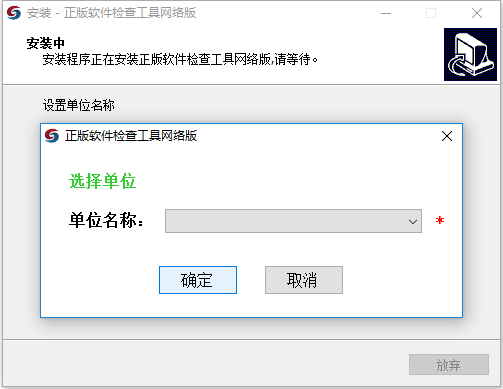 安装 - 正版软件检查工具网络版
安装中
安装程序正在安装正版软件检查工具网络版,请等待。
设置单位名称
正版软件检查工具网络版
选择单位
单位名称： *
确定 取消
放弃